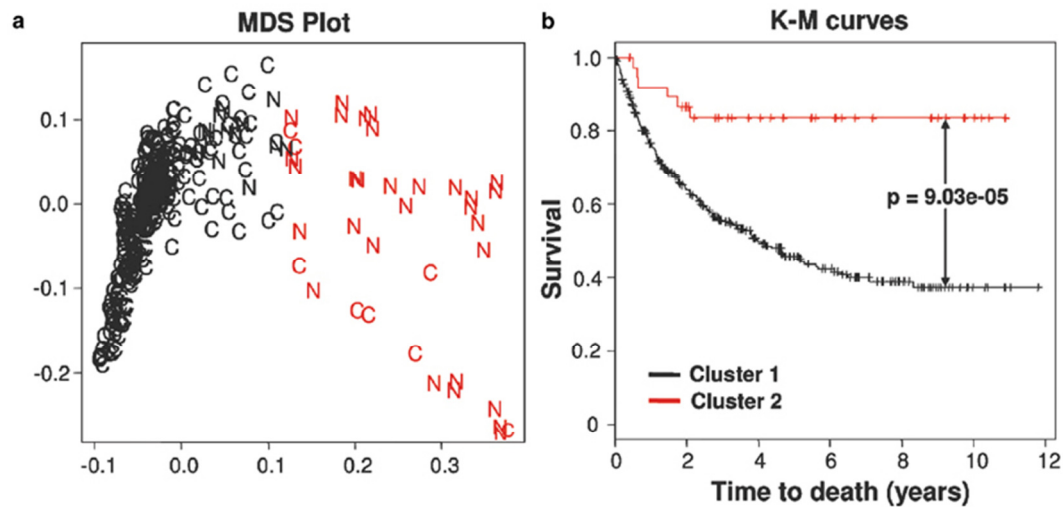 a
MDS Plot
0.1
0.0
-0.1
-0.2
-0.1 0.0 0.1 0.2 0.3
b
K-M curves
Survival
1.0
0.8
0.6
0.4
0.2
0
p = 9.03e-05
Cluster 1
Cluster 2
0 2 4 6 8 10 12
Time to death (years)